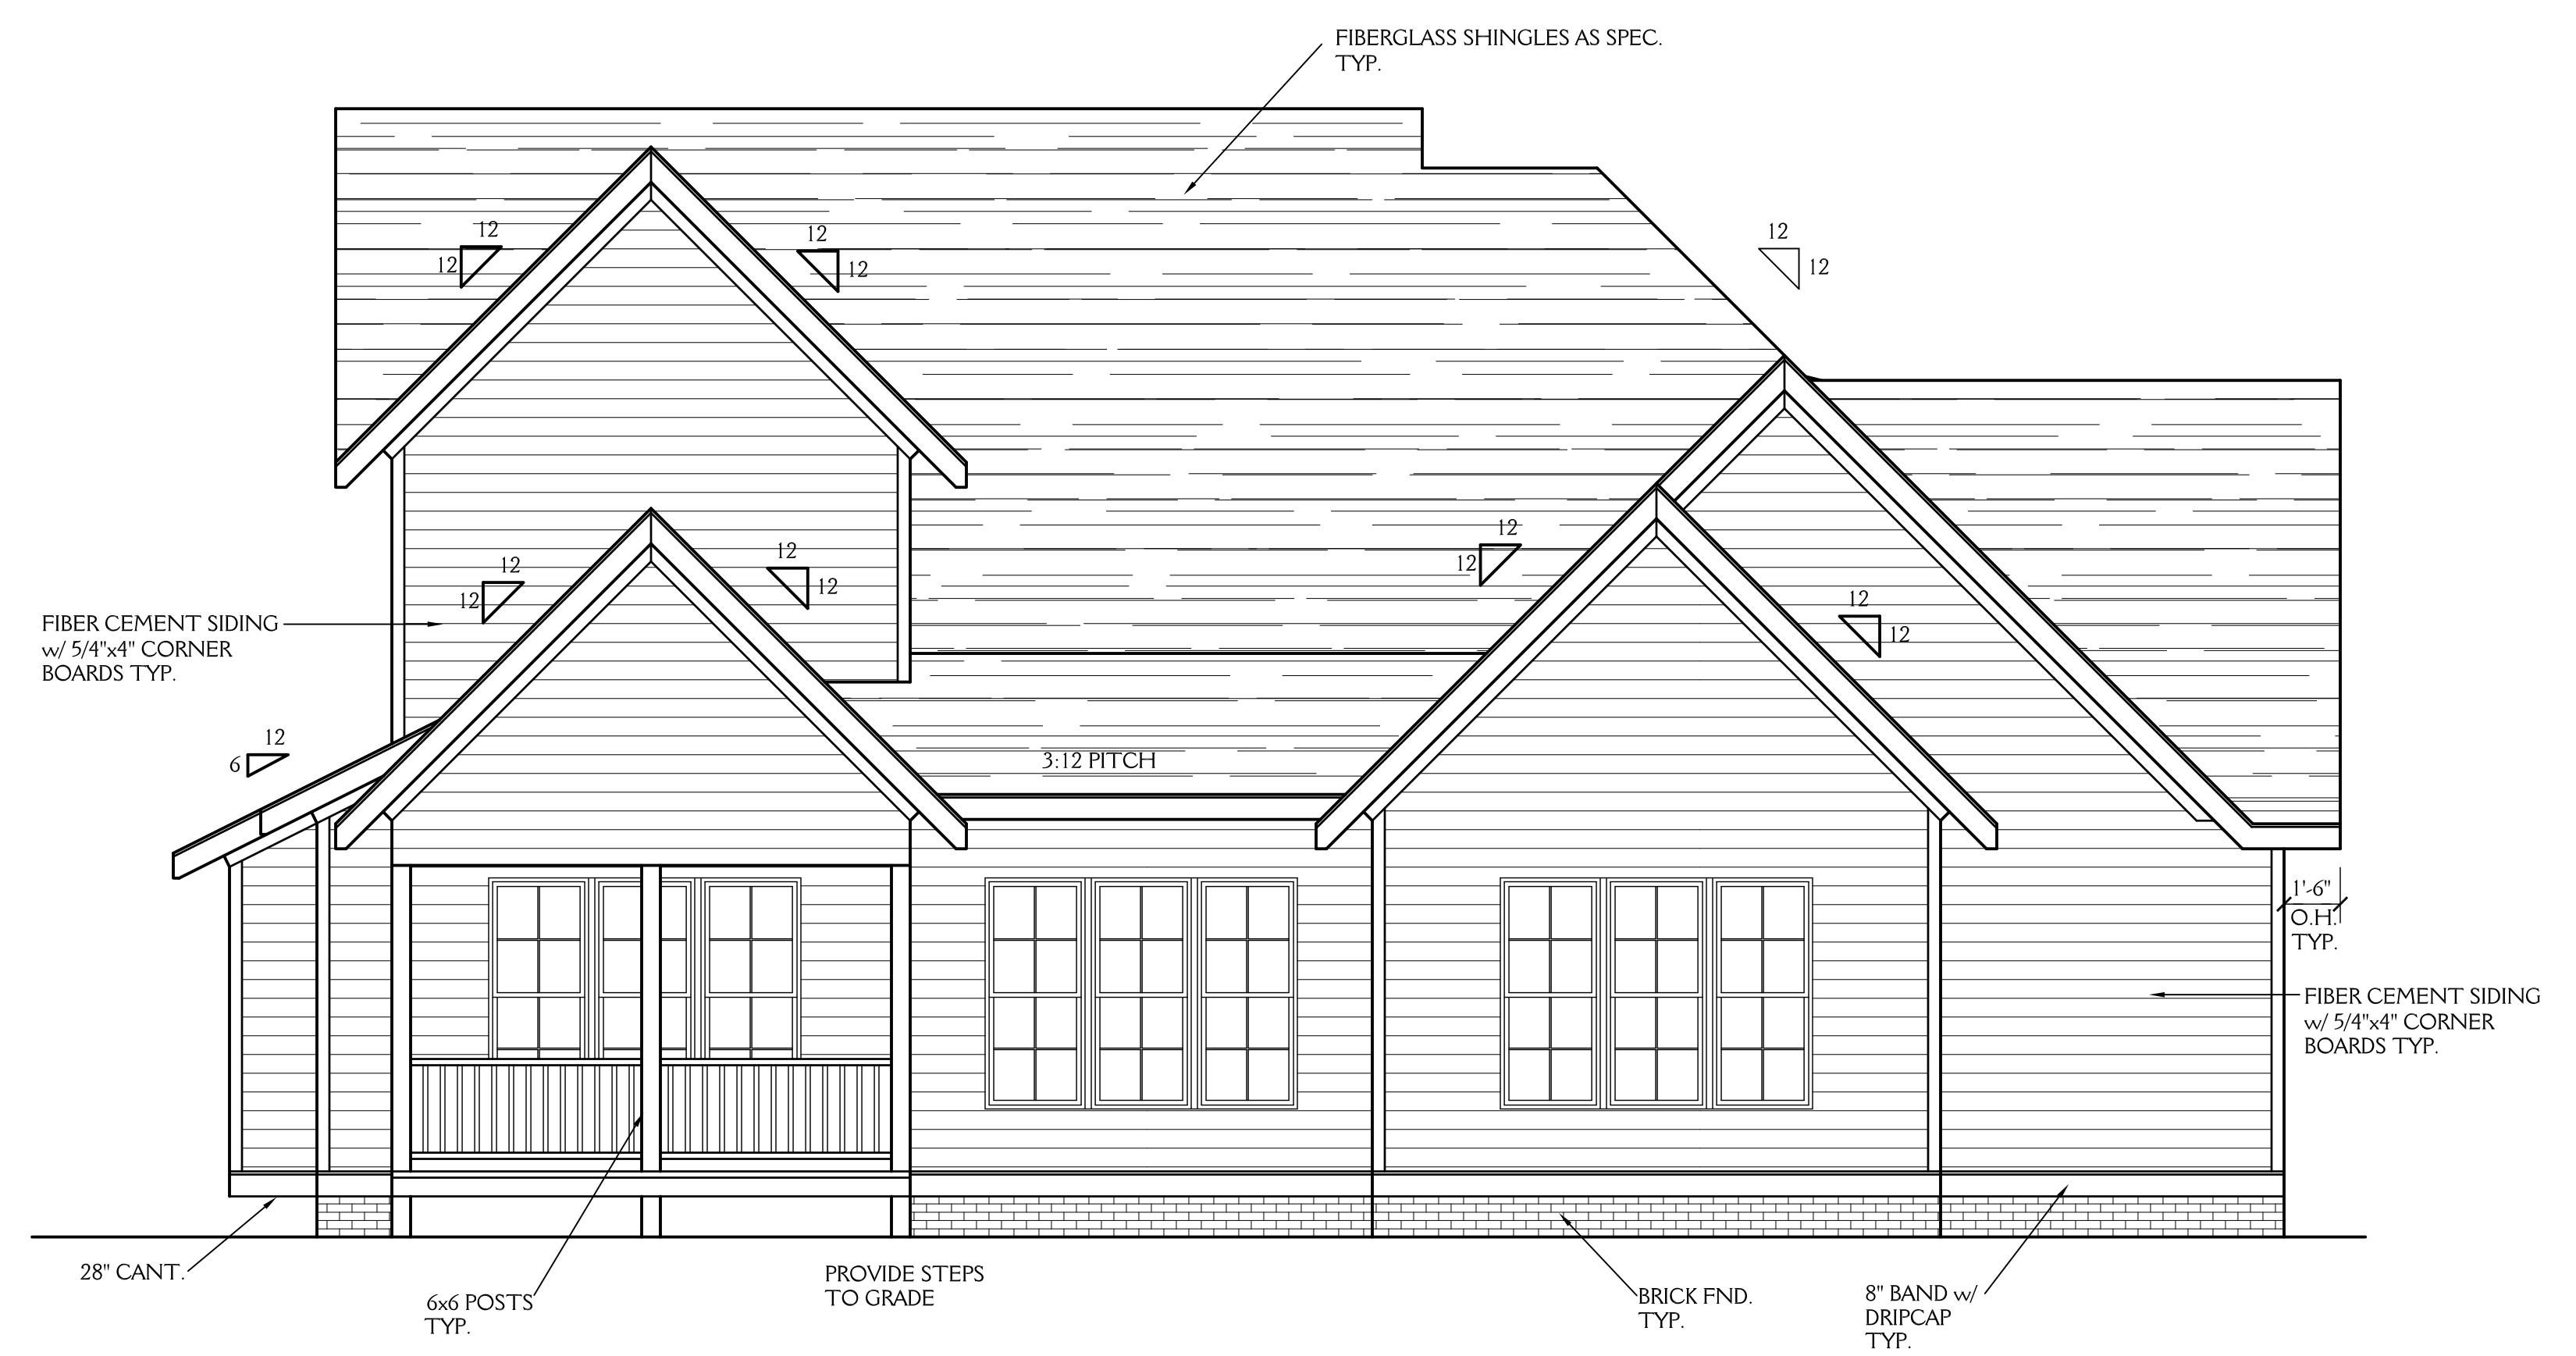 FIBERGLASS SHINGLES AS SPEC.
TYP.
12
12
12
12
12
12
12
12
12
12
12
12
12
12
FIBER CEMENT SIDING
w/ 5/4"x4" CORNER
BOARDS TYP.
12
6
3:12 PITCH
1'-6"
O.H.
TYP.
FIBER CEMENT SIDING
w/ 5/4"x4" CORNER
BOARDS TYP.
28" CANT.
6x6 POSTS
TYP.
PROVIDE STEPS
TO GRADE
BRICK FND.
TYP.
8" BAND w/
DRIPCAP
TYP.